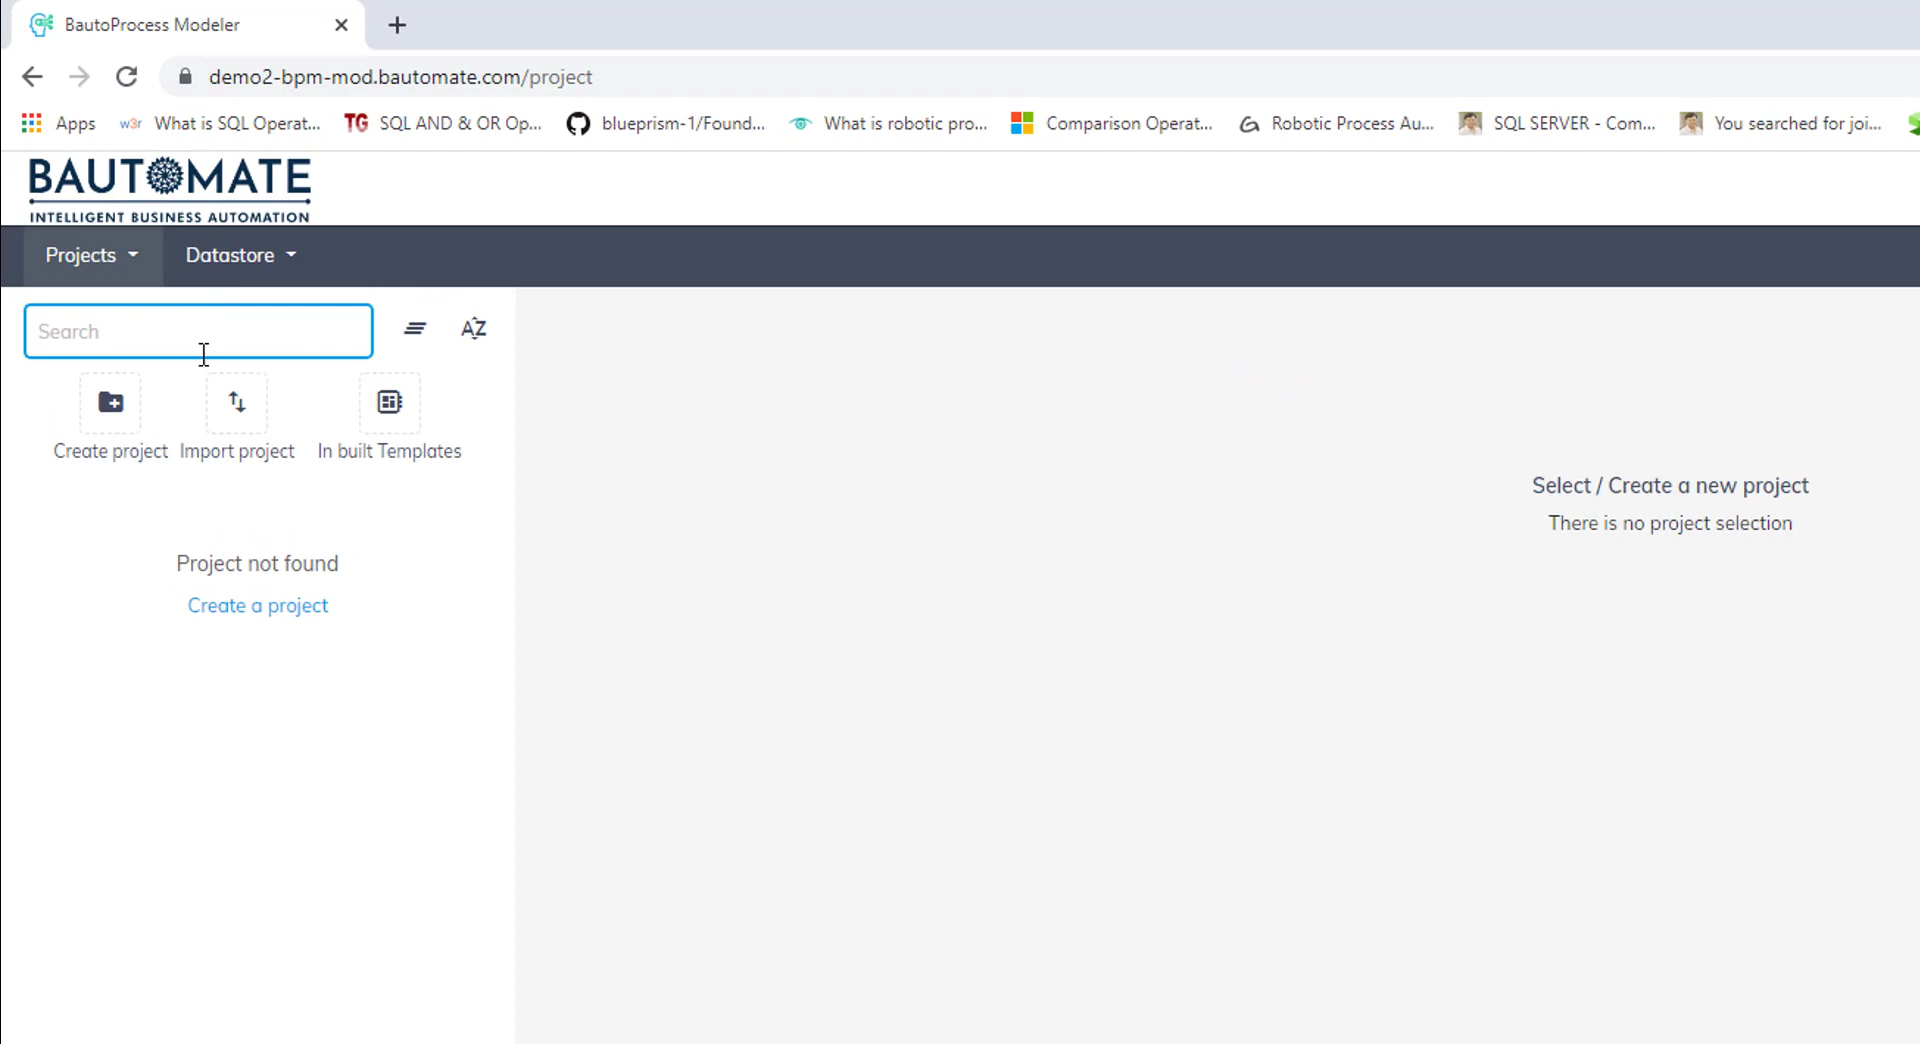 BautoProcess Modeler
demo2-bpm-mod.bautomate.com/project
Apps w3r What is SQL Operat... TG SQL AND & OR Op... blueprism-1/Found... What is robotic pro... Comparison Operat... Robotic Process Au... SQL SERVER - Com... You searched for joi...
BAUTOMATE
INTELLIGENT BUSINESS AUTOMATION
Projects Datastore
Search AZ
Create project Import project In built Templates
Select / Create a new project
There is no project selection
Project not found
Create a project